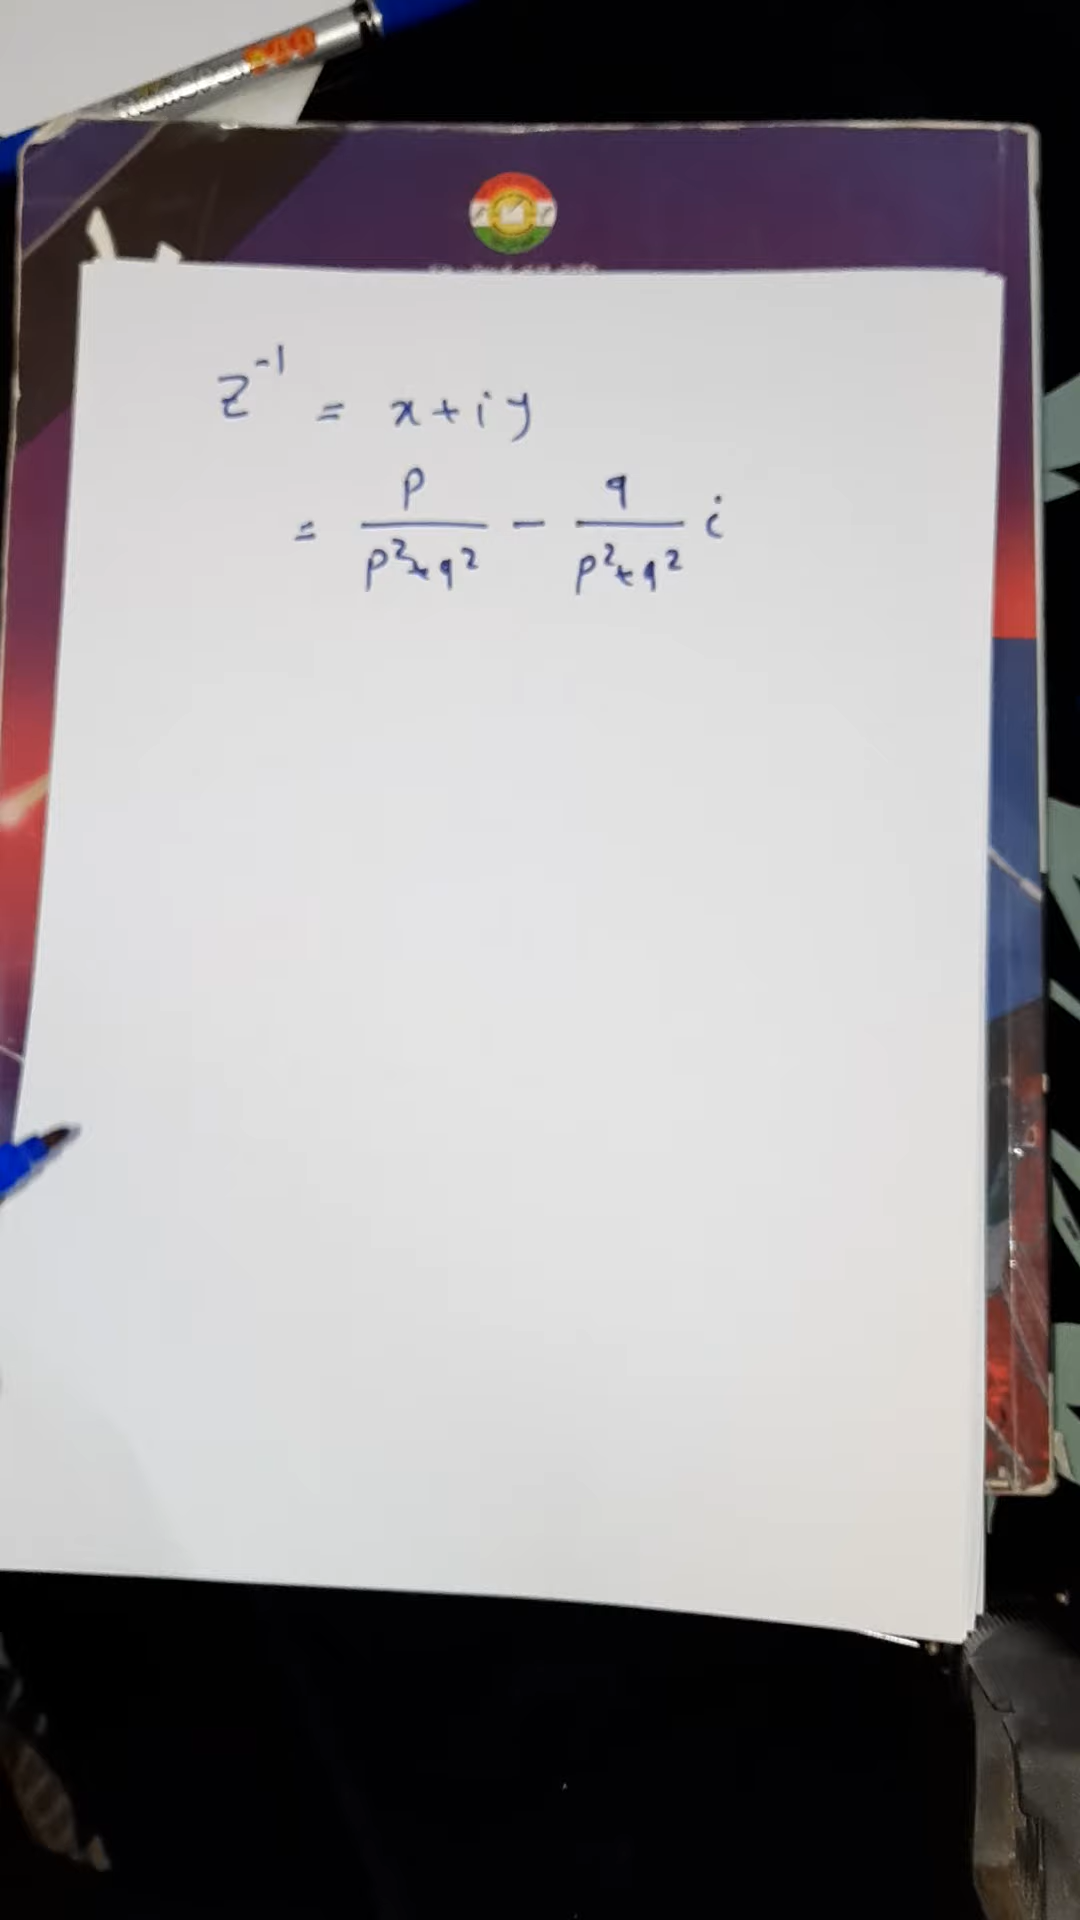 z⁻¹ = x + iy
= p/(p²+q²) - q/(p²+q²) i